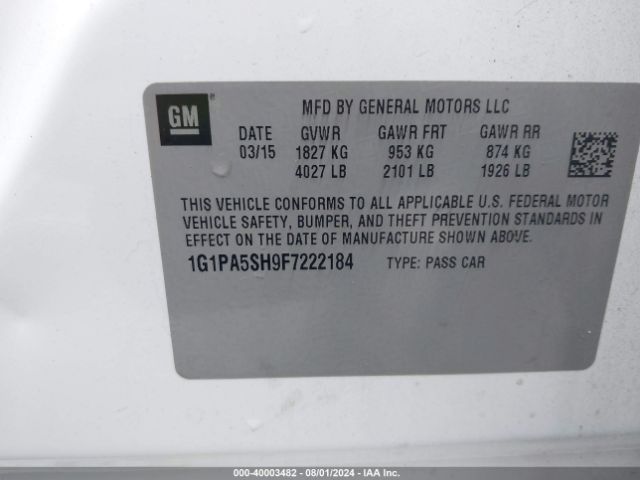 GM
MFD BY GENERAL MOTORS LLC
DATE GVWR GAWR FRT GAWR RR
03/15 1827 KG 953 KG 874 KG
4027 LB 2101 LB 1926 LB
THIS VEHICLE CONFORMS TO ALL APPLICABLE U.S. FEDERAL MOTOR
VEHICLE SAFETY, BUMPER, AND THEFT PREVENTION STANDARDS IN
EFFECT ON THE DATE OF MANUFACTURE SHOWN ABOVE.
1G1PA5SH9F7222184 TYPE: PASS CAR
000-40003482 - 08/01/2024 - IAA Inc.